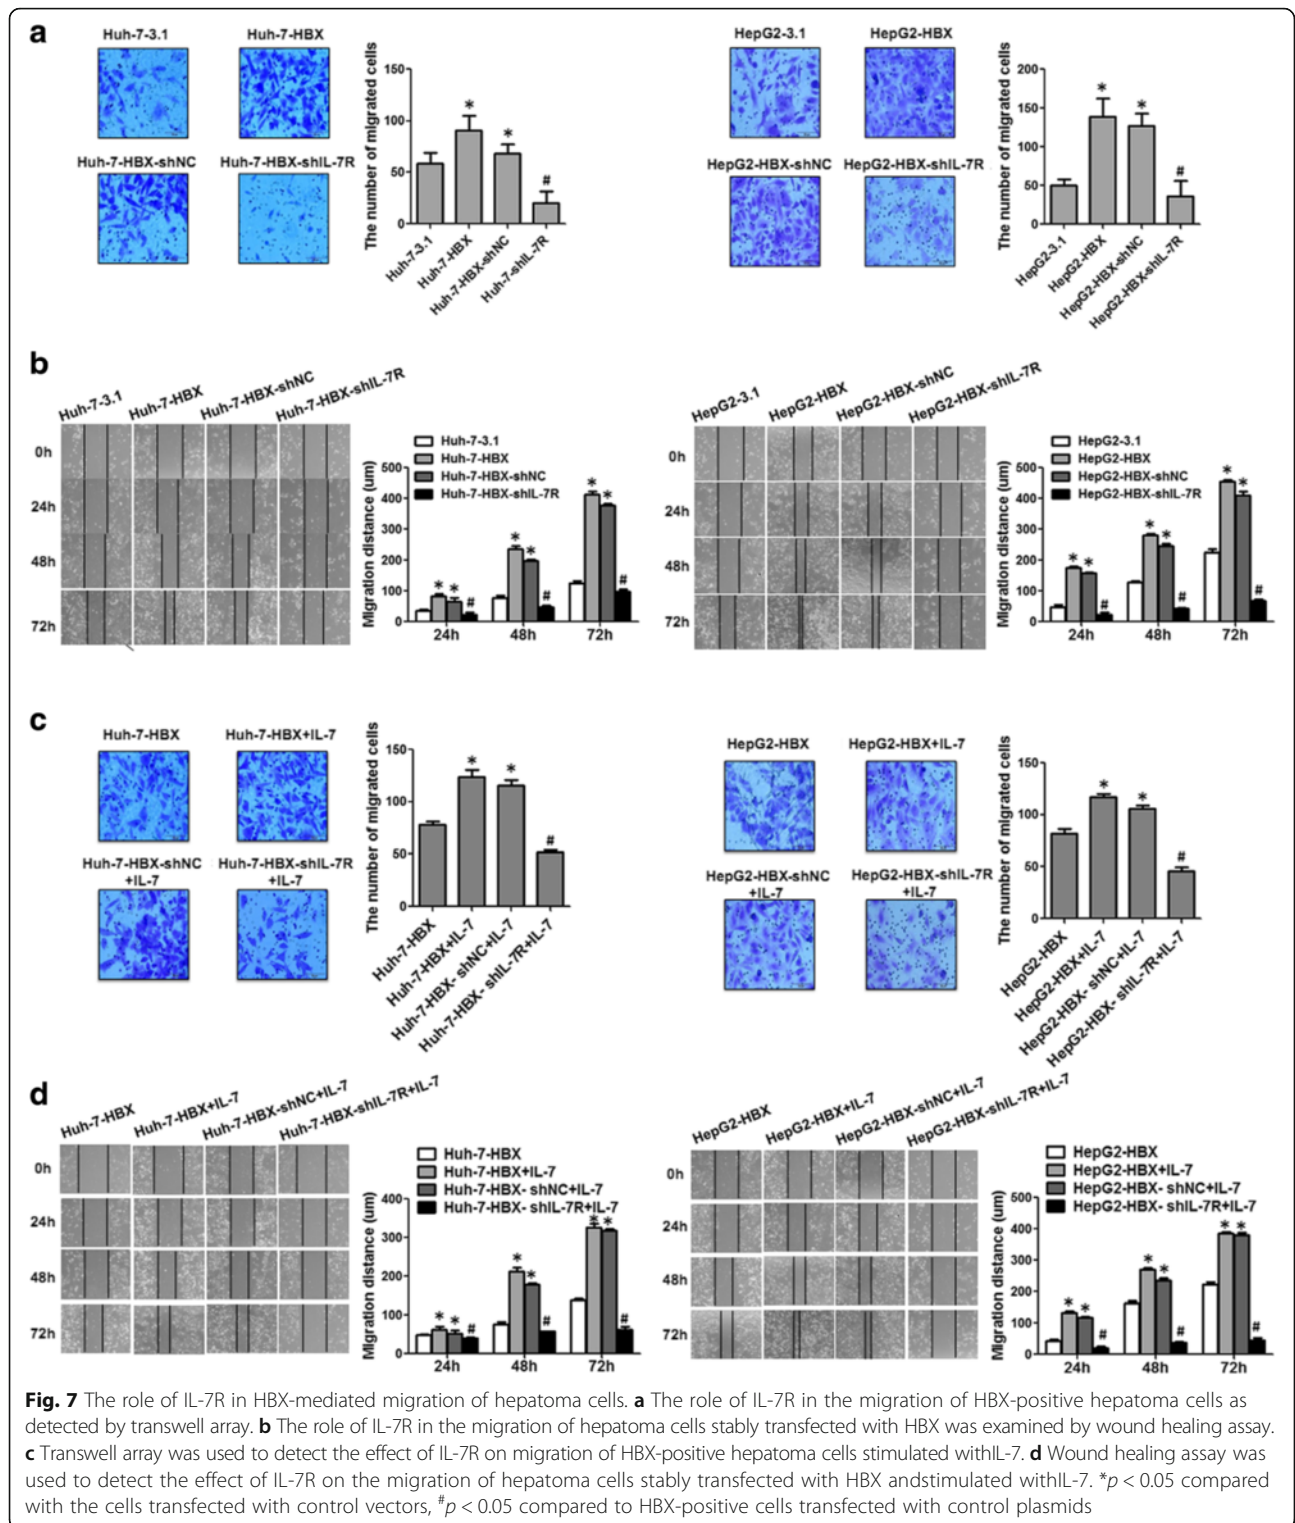 a
Huh-7-3.1
Huh-7-HBX
Huh-7-HBX-shNC
Huh-7-HBX-shIL-7R
The number of migrated cells
150
100
50
0
*
*
#
Huh-7-3.1
Huh-7-HBX
Huh-7-HBX-shNC
Huh-7-shIL-7R
HepG2-3.1
HepG2-HBX
HepG2-HBX-shNC
HepG2-HBX-shIL-7R
The number of migrated cells
200
150
100
50
0
*
*
#
HepG2-3.1
HepG2-HBX
HepG2-HBX-shNC
HepG2-HBX-shIL-7R
b
Huh-7-3.1
Huh-7-HBX
Huh-7-HBX-shNC
Huh-7-HBX-shIL-7R
0h
24h
48h
72h
Huh-7-3.1
Huh-7-HBX
Huh-7-HBX-shNC
Huh-7-HBX-shIL-7R
Migration distance (um)
500
400
300
200
100
0
* * #
* * #
* * #
24h 48h 72h
HepG2-3.1
HepG2-HBX
HepG2-HBX-shNC
HepG2-HBX-shIL-7R
0h
24h
48h
72h
HepG2-3.1
HepG2-HBX
HepG2-HBX-shNC
HepG2-HBX-shIL-7R
Migration distance (um)
500
400
300
200
100
0
* * #
* * #
* * #
24h 48h 72h
c
Huh-7-HBX
Huh-7-HBX+IL-7
Huh-7-HBX-shNC
+IL-7
Huh-7-HBX-shIL-7R
+IL-7
The number of migrated cells
150
100
50
0
*
*
#
Huh-7-HBX
Huh-7-HBX+IL-7
Huh-7-HBX- shNC+IL-7
Huh-7-HBX- shIL-7R+IL-7
HepG2-HBX
HepG2-HBX+IL-7
HepG2-HBX-shNC
+IL-7
HepG2-HBX-shIL-7R
+IL-7
The number of migrated cells
150
100
50
0
*
*
#
HepG2-HBX
HepG2-HBX+IL-7
HepG2-HBX- shNC+IL-7
HepG2-HBX- shIL-7R+IL-7
d
Huh-7-HBX
Huh-7-HBX+IL-7
Huh-7-HBX-shNC+IL-7
Huh-7-HBX-shIL-7R+IL-7
0h
24h
48h
72h
Huh-7-HBX
Huh-7-HBX+IL-7
Huh-7-HBX- shNC+IL-7
Huh-7-HBX- shIL-7R+IL-7
Migration distance (um)
400
300
200
100
0
* * #
* * #
* * #
24h 48h 72h
HepG2-HBX
HepG2-HBX+IL-7
HepG2-HBX-shNC+IL-7
HepG2-HBX-shIL-7R+IL-7
0h
24h
48h
72h
HepG2-HBX
HepG2-HBX+IL-7
HepG2-HBX- shNC+IL-7
HepG2-HBX- shIL-7R+IL-7
Migration distance (um)
500
400
300
200
100
0
* * #
* * #
* * #
24h 48h 72h
Fig. 7 The role of IL-7R in HBX-mediated migration of hepatoma cells. a The role of IL-7R in the migration of HBX-positive hepatoma cells as
detected by transwell array. b The role of IL-7R in the migration of hepatoma cells stably transfected with HBX was examined by wound healing assay.
c Transwell array was used to detect the effect of IL-7R on migration of HBX-positive hepatoma cells stimulated withIL-7. d Wound healing assay was
used to detect the effect of IL-7R on the migration of hepatoma cells stably transfected with HBX andstimulated withIL-7. *p < 0.05 compared
with the cells transfected with control vectors, #p < 0.05 compared to HBX-positive cells transfected with control plasmids